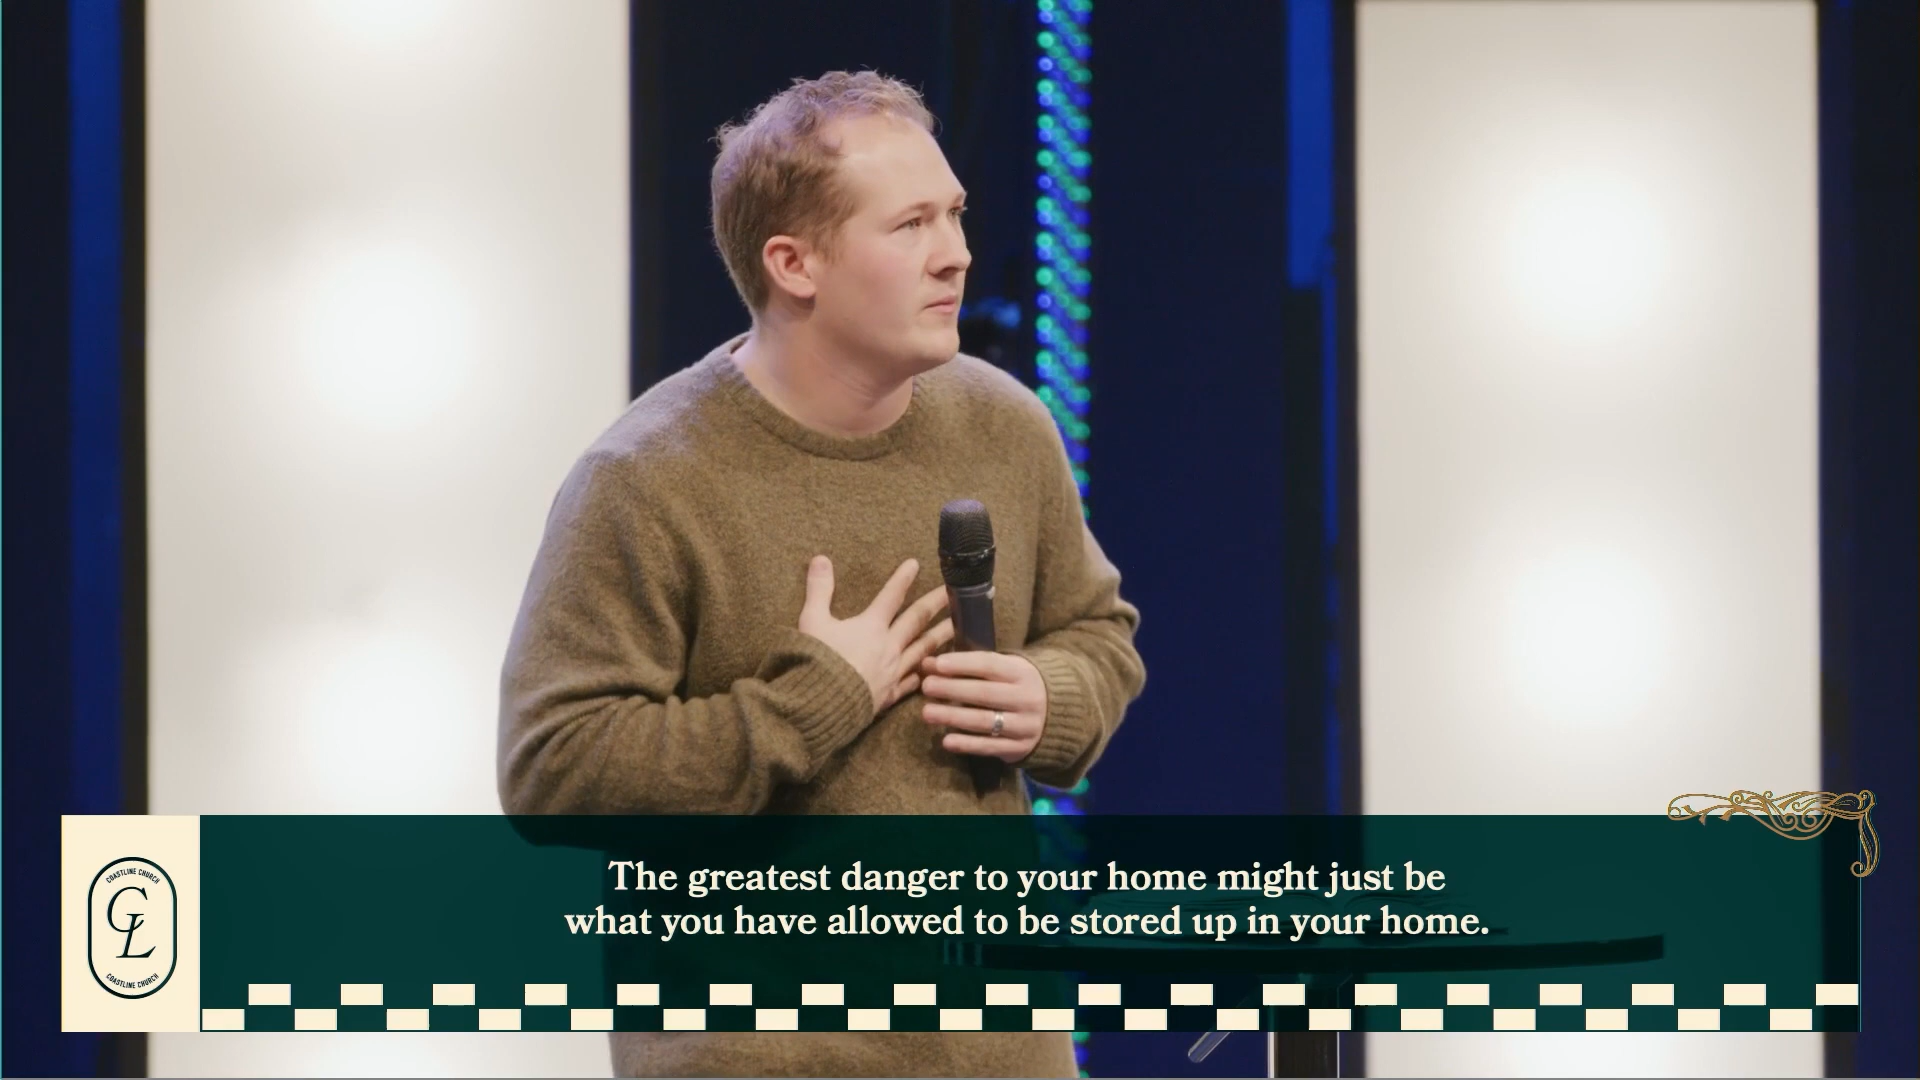 The greatest danger to your home might just be
what you have allowed to be stored up in your home.
COASTLINE CHURCH
CL
COASTLINE CHURCH